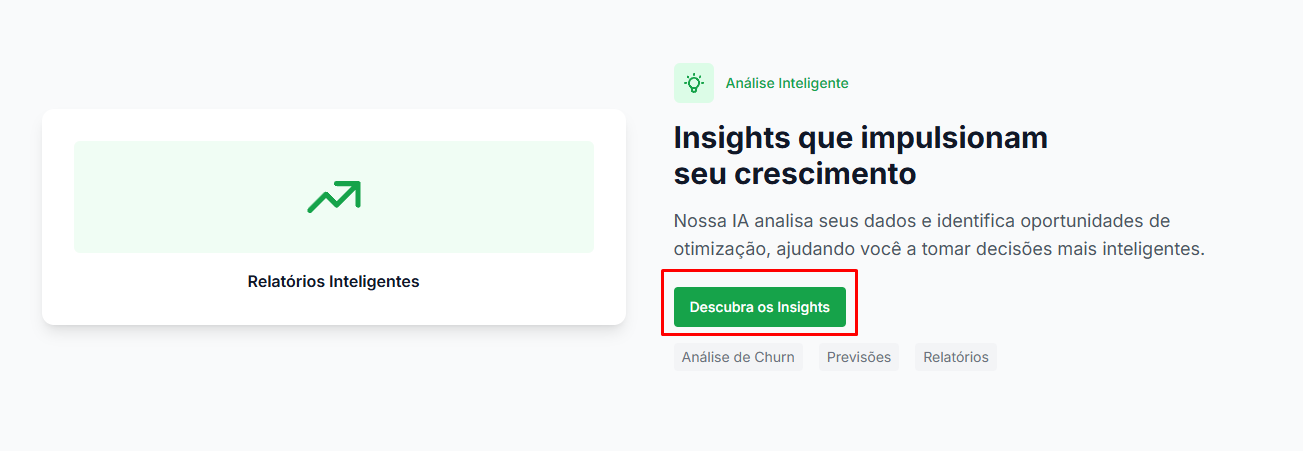 Análise Inteligente
Insights que impulsionam
seu crescimento
Nossa IA analisa seus dados e identifica oportunidades de
otimização, ajudando você a tomar decisões mais inteligentes.
Relatórios Inteligentes
Descubra os Insights
Análise de Churn
Previsões
Relatórios